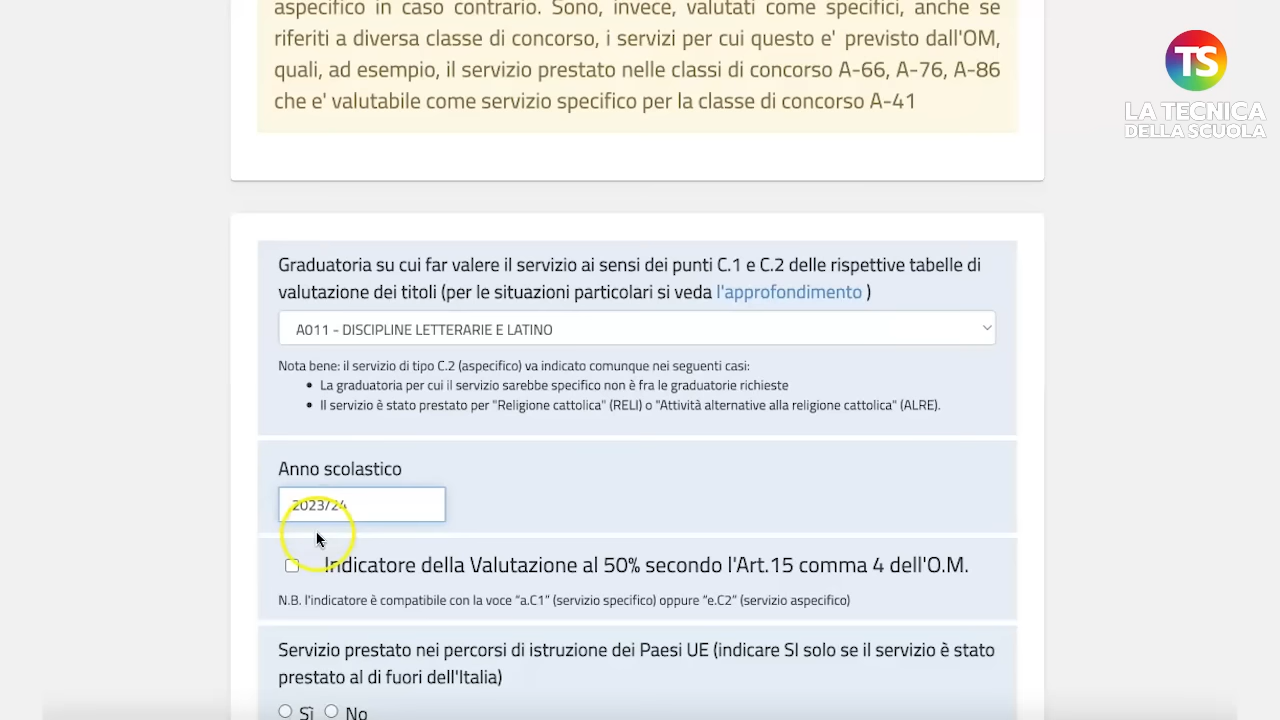 aspecifico in caso contrario. Sono, invece, valutati come specifici, anche se
riferiti a diversa classe di concorso, i servizi per cui questo e' previsto dall'OM,
quali, ad esempio, il servizio prestato nelle classi di concorso A-66, A-76, A-86
che e' valutabile come servizio specifico per la classe di concorso A-41
TS
LA TECNICA
DELLA SCUOLA
Graduatoria su cui far valere il servizio ai sensi dei punti C.1 e C.2 delle rispettive tabelle di
valutazione dei titoli (per le situazioni particolari si veda l'approfondimento )
A011 - DISCIPLINE LETTERARIE E LATINO
Nota bene: il servizio di tipo C.2 (aspecifico) va indicato comunque nei seguenti casi:
• La graduatoria per cui il servizio sarebbe specifico non è fra le graduatorie richieste
• Il servizio è stato prestato per "Religione cattolica" (RELI) o "Attività alternative alla religione cattolica" (ALRE).
Anno scolastico
2023/24
Indicatore della Valutazione al 50% secondo l'Art.15 comma 4 dell'O.M.
N.B. l'indicatore è compatibile con la voce “a.C1” (servizio specifico) oppure “e.C2” (servizio aspecifico)
Servizio prestato nei percorsi di istruzione dei Paesi UE (indicare SI solo se il servizio è stato
prestato al di fuori dell'Italia)
Sì No